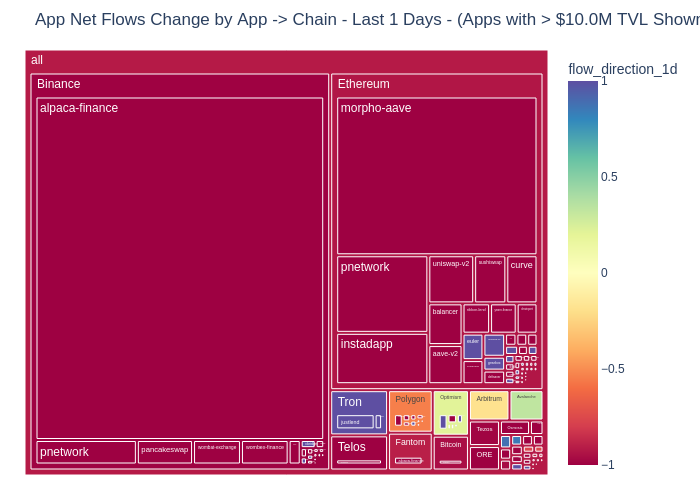 App Net Flows Change by App -> Chain - Last 1 Days - (Apps with > $10.0M TVL Shown
flow_direction_1d
all
Binance
alpaca-finance
pnetwork
pancakeswap
wombat-exchange
wombex-finance
Ethereum
morpho-aave
pnetwork
instadapp
uniswap-v2
sushiswap
curve
balancer
aave-v2
euler
Tron
justlend
Telos
Polygon
Fantom
Optimism
Bitcoin
Arbitrum
Avalanche
Tezos
ORE
1
0.5
0
−0.5
−1